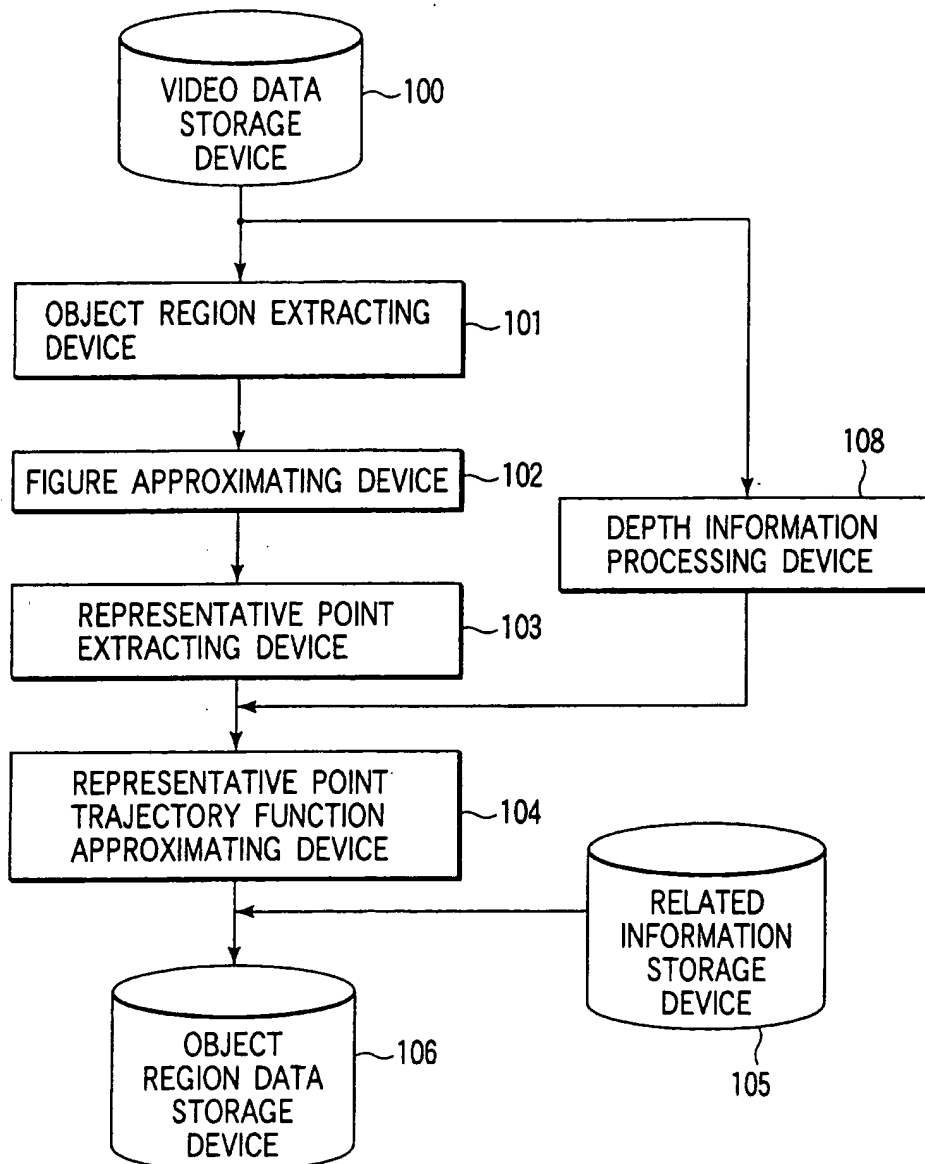 VIDEO DATA
STORAGE
DEVICE
100
OBJECT REGION EXTRACTING
DEVICE
101
FIGURE APPROXIMATING DEVICE
102
108
DEPTH INFORMATION
PROCESSING DEVICE
REPRESENTATIVE POINT
EXTRACTING DEVICE
103
REPRESENTATIVE POINT
TRAJECTORY FUNCTION
APPROXIMATING DEVICE
104
RELATED
INFORMATION
STORAGE
DEVICE
105
OBJECT
REGION DATA
STORAGE
DEVICE
106